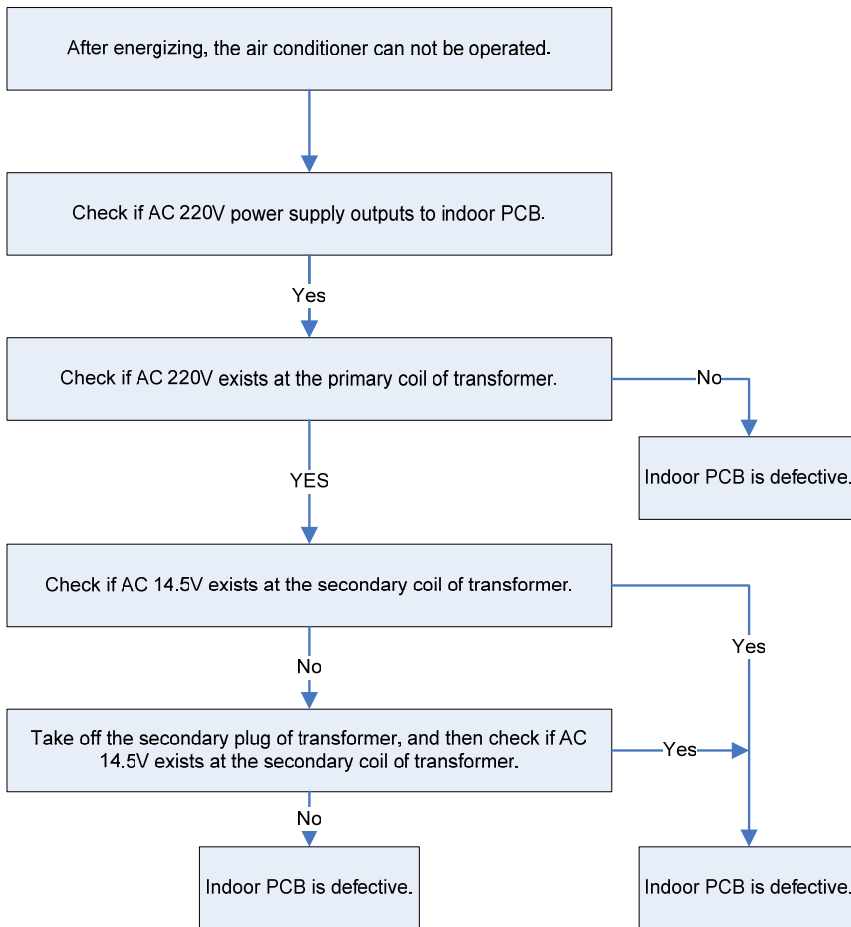 After energizing, the air conditioner can not be operated.
Check if AC 220V power supply outputs to indoor PCB.
Yes
Check if AC 220V exists at the primary coil of transformer.
No
Indoor PCB is defective.
YES
Check if AC 14.5V exists at the secondary coil of transformer.
Yes
No
Take off the secondary plug of transformer, and then check if AC
14.5V exists at the secondary coil of transformer.
Yes
No
Indoor PCB is defective.
Indoor PCB is defective.